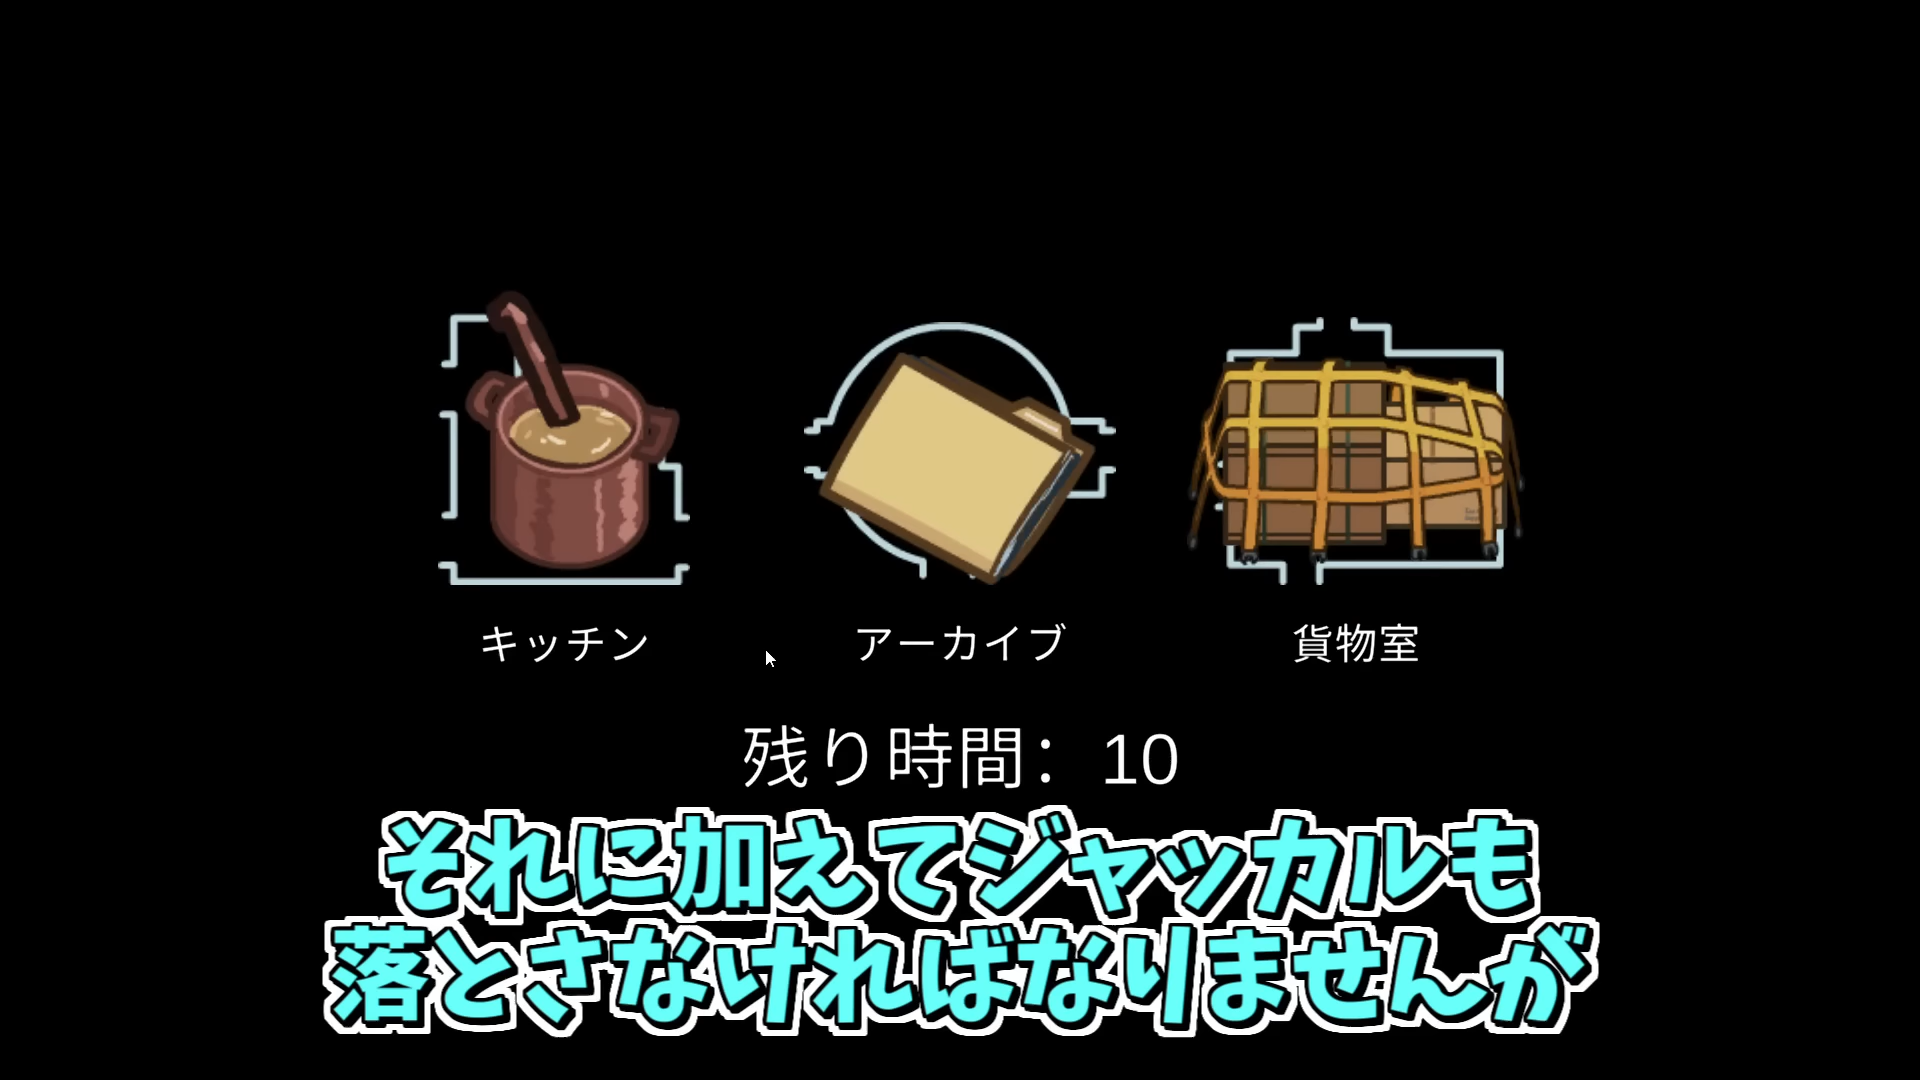 キッチン
アーカイブ
貨物室
残り時間：10
それに加えてジャッカルも
落とさなければなりませんが